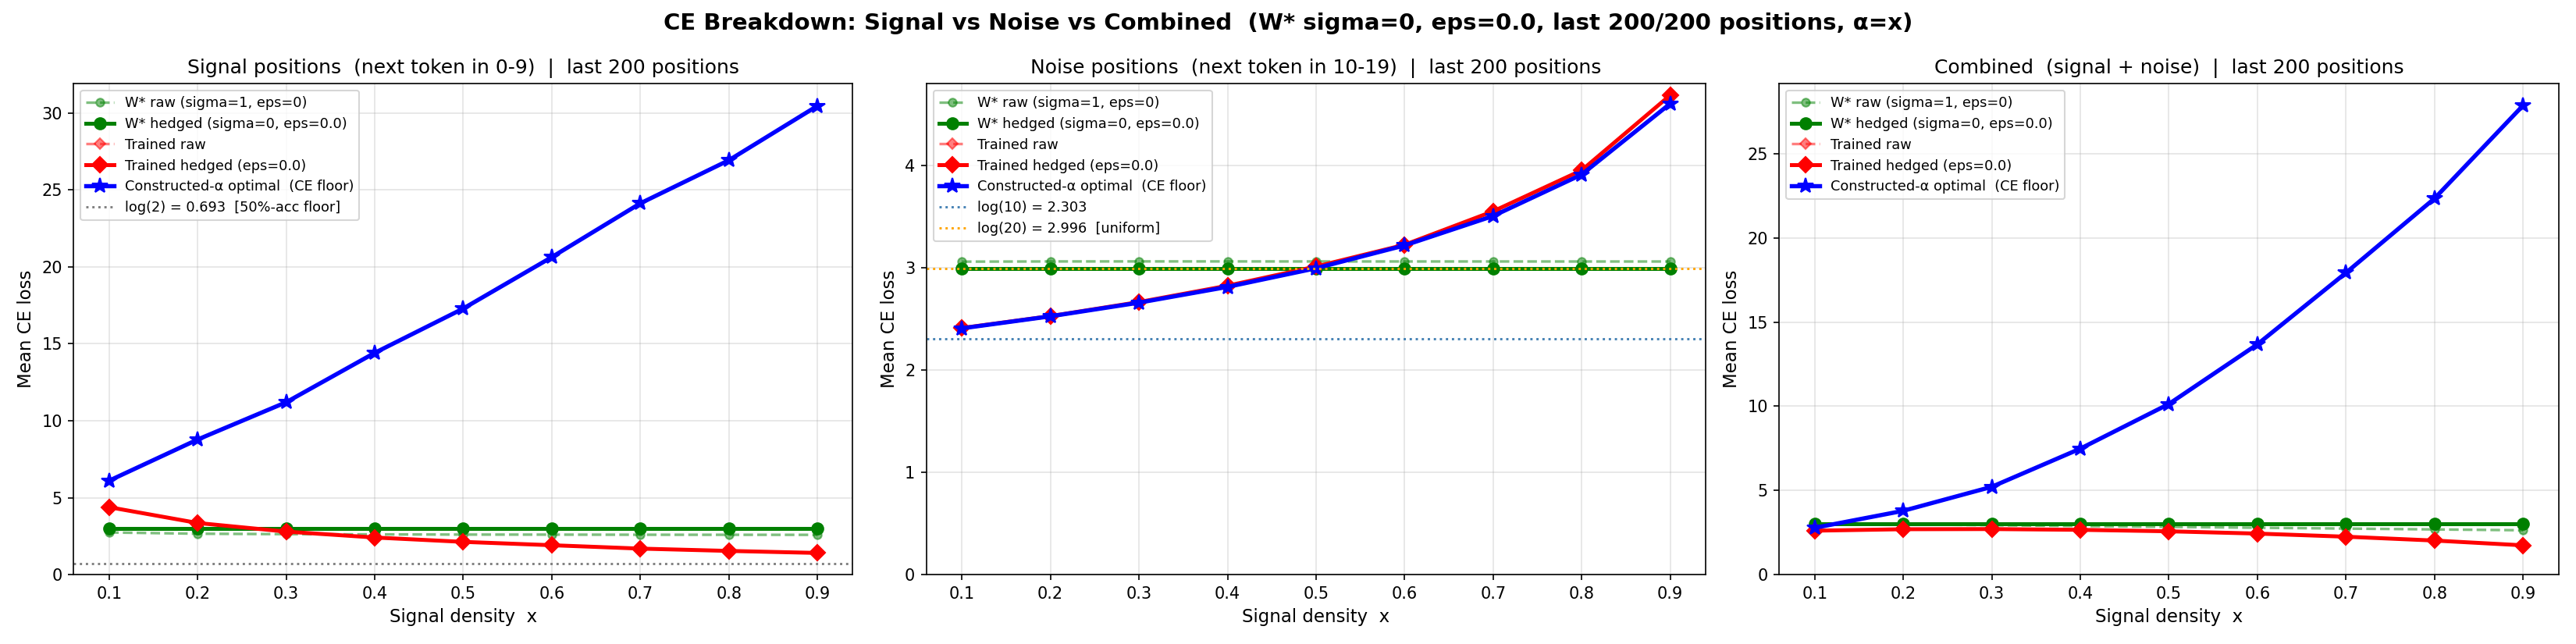 CE Breakdown: Signal vs Noise vs Combined  (W* sigma=0, eps=0.0, last 200/200 positions, α=x)
Signal positions  (next token in 0-9)  |  last 200 positions
Mean CE loss
30
25
20
15
10
5
0
W* raw (sigma=1, eps=0)
W* hedged (sigma=0, eps=0.0)
Trained raw
Trained hedged (eps=0.0)
Constructed-α optimal  (CE floor)
log(2) = 0.693  [50%-acc floor]
0.1 0.2 0.3 0.4 0.5 0.6 0.7 0.8 0.9
Signal density  x
Noise positions  (next token in 10-19)  |  last 200 positions
Mean CE loss
4
3
2
1
0
W* raw (sigma=1, eps=0)
W* hedged (sigma=0, eps=0.0)
Trained raw
Trained hedged (eps=0.0)
Constructed-α optimal  (CE floor)
log(10) = 2.303
log(20) = 2.996  [uniform]
0.1 0.2 0.3 0.4 0.5 0.6 0.7 0.8 0.9
Signal density  x
Combined  (signal + noise)  |  last 200 positions
Mean CE loss
25
20
15
10
5
0
W* raw (sigma=1, eps=0)
W* hedged (sigma=0, eps=0.0)
Trained raw
Trained hedged (eps=0.0)
Constructed-α optimal  (CE floor)
0.1 0.2 0.3 0.4 0.5 0.6 0.7 0.8 0.9
Signal density  x